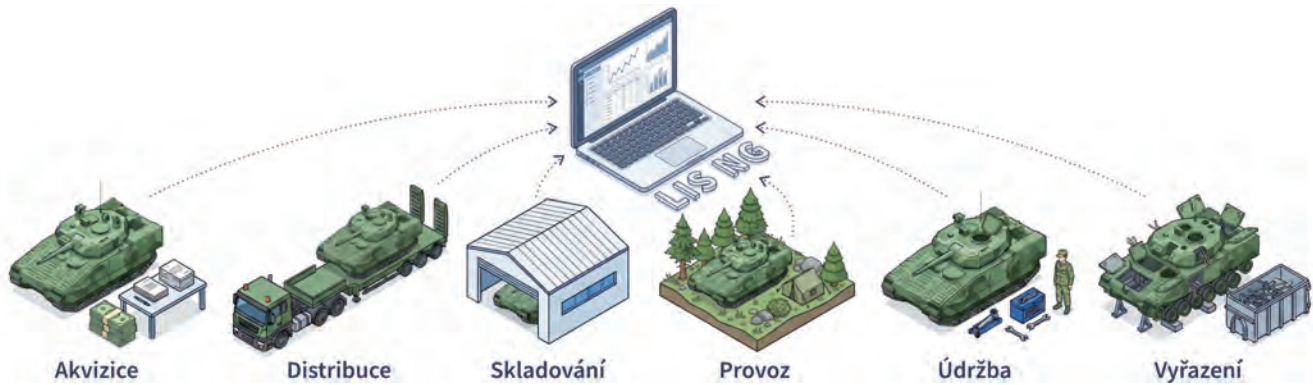 LIS NG
Akvizice
Distribuce
Skladování
Provoz
Údržba
Vyřazení